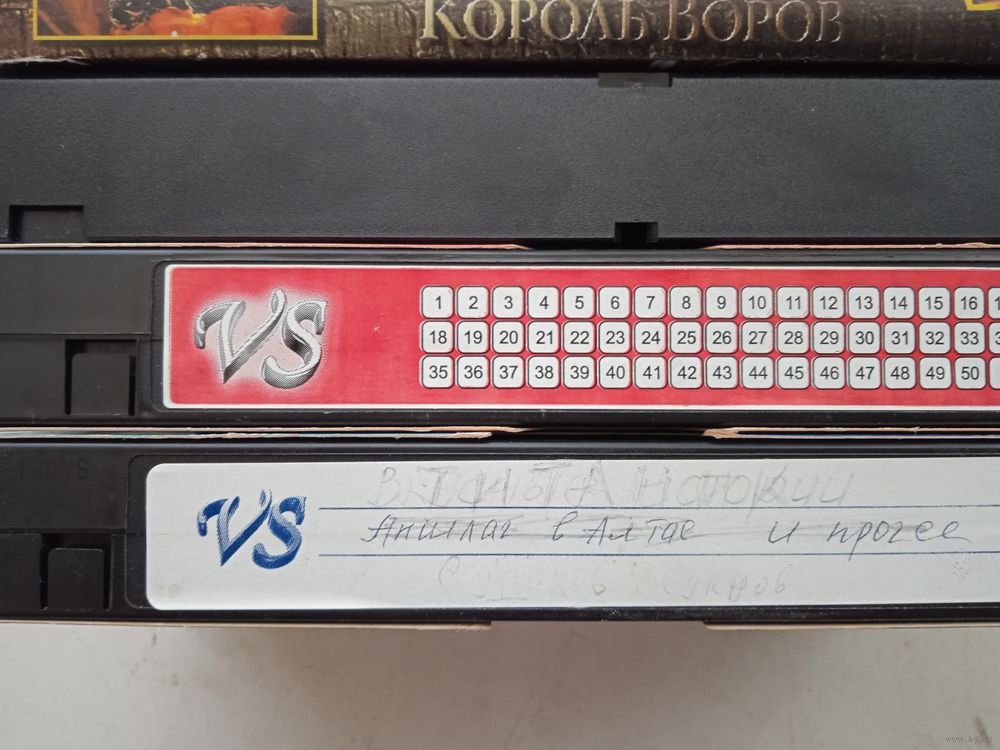 КОРОЛЬ ВОРОВ
VS
1 2 3 4 5 6 7 8 9 10 11 12 13 14 15 16
18 19 20 21 22 23 24 25 26 27 28 29 30 31 32 33
35 36 37 38 39 40 41 42 43 44 45 46 47 48 49 50
VS
Аншлаг в Алтае и прочее